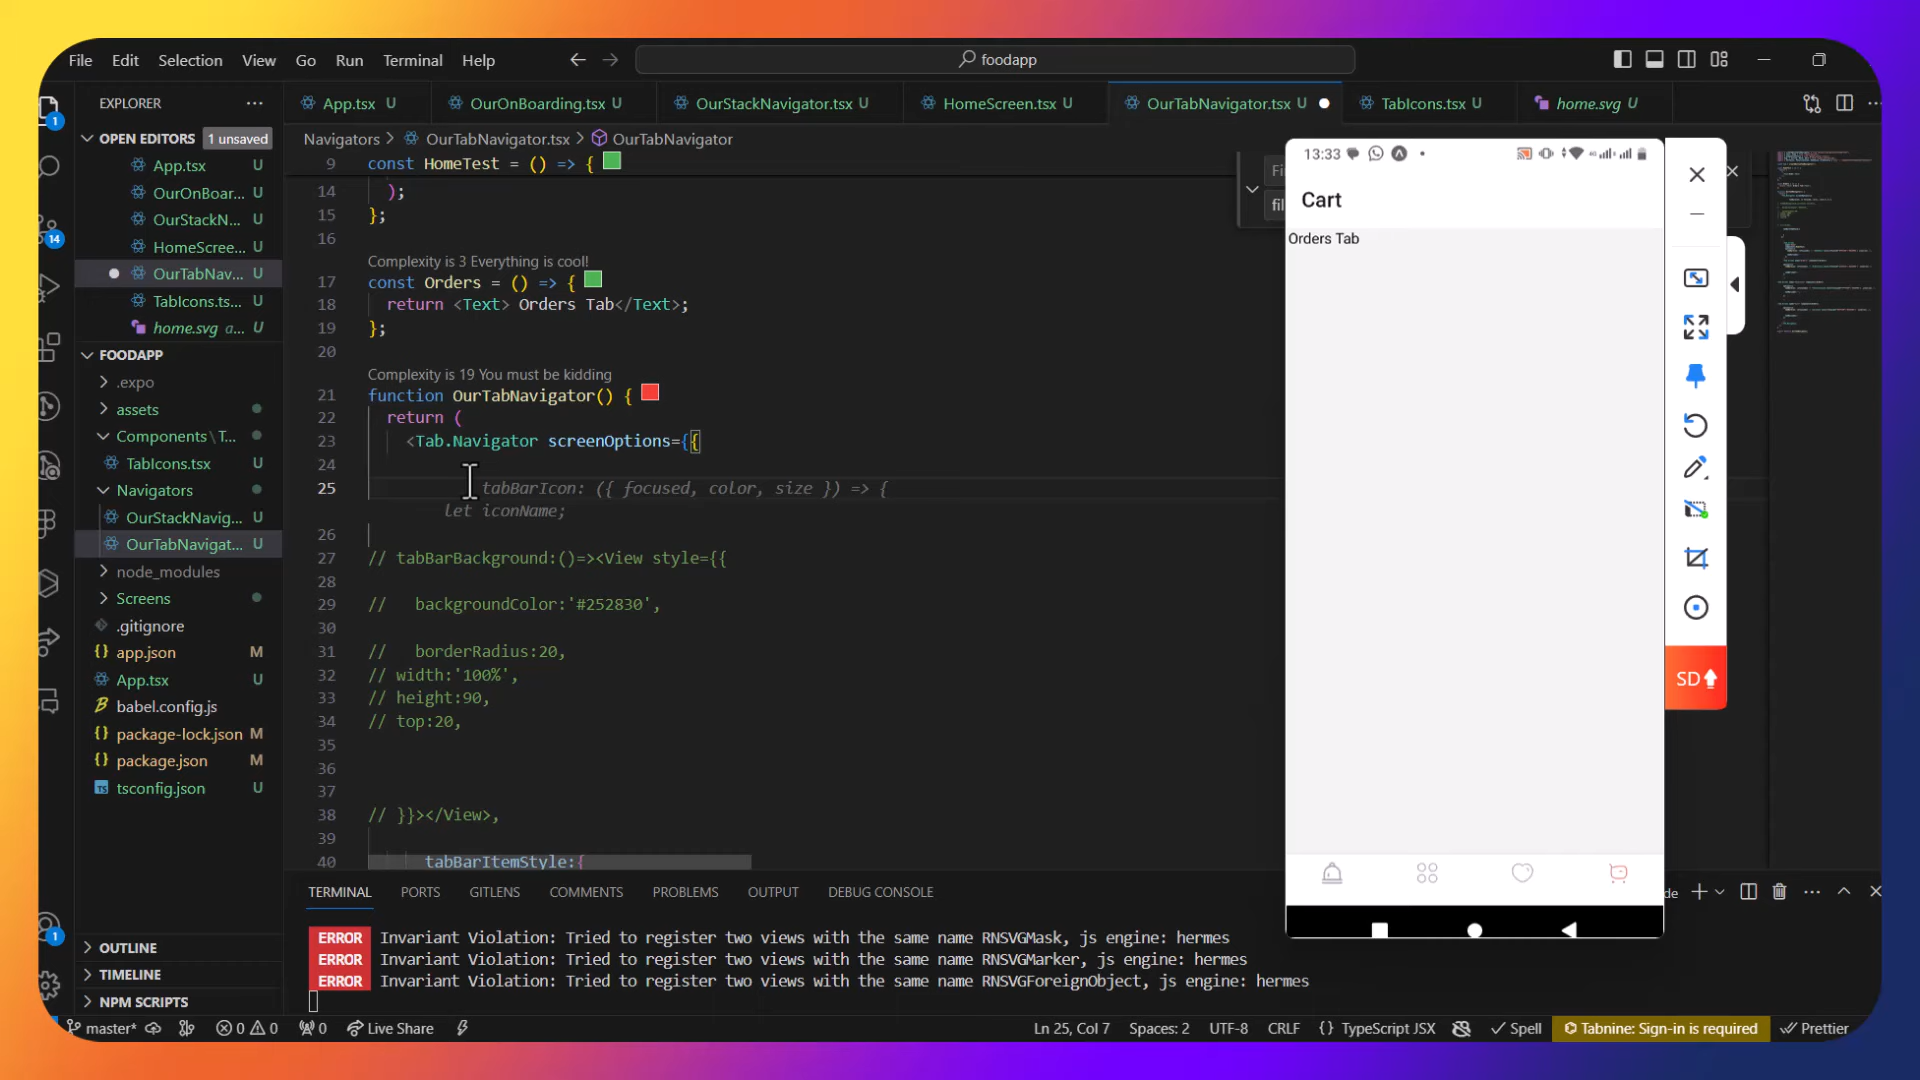 File Edit Selection View Go Run Terminal Help
foodapp
EXPLORER
OPEN EDITORS 1 unsaved
App.tsx U
OurOnBoar... U
OurStackN... U
HomeScree... U
OurTabNav... U
TabIcons.ts... U
home.svg a... U
FOODAPP
.expo
assets
Components\T...
TabIcons.tsx U
Navigators
OurStackNavig... U
OurTabNavigat... U
node_modules
Screens
.gitignore
app.json M
App.tsx U
babel.config.js
package-lock.json M
package.json M
tsconfig.json U
OUTLINE
TIMELINE
NPM SCRIPTS
1
14
1
App.tsx U OurOnBoarding.tsx U OurStackNavigator.tsx U HomeScreen.tsx U OurTabNavigator.tsx U TabIcons.tsx U home.svg U
Navigators > OurTabNavigator.tsx > OurTabNavigator
9 const HomeTest = () => {
14 );
15 };
16
Complexity is 3 Everything is cool!
17 const Orders = () => {
18 return <Text> Orders Tab</Text>;
19 };
20
Complexity is 19 You must be kidding
21 function OurTabNavigator() {
22 return (
23 <Tab.Navigator screenOptions={{
24
25 tabBarIcon: ({ focused, color, size }) => {
let iconName;
26
27 // tabBarBackground:()=><View style={{
28
29 // backgroundColor:'#252830',
30
31 // borderRadius:20,
32 // width:'100%',
33 // height:90,
34 // top:20,
35
36
37
38 // }}></View>,
39
40 tabBarItemStyle:{
13:33
Cart
Orders Tab
SD
TERMINAL PORTS GITLENS COMMENTS PROBLEMS OUTPUT DEBUG CONSOLE
ERROR Invariant Violation: Tried to register two views with the same name RNSVGMask, js engine: hermes
ERROR Invariant Violation: Tried to register two views with the same name RNSVGMarker, js engine: hermes
ERROR Invariant Violation: Tried to register two views with the same name RNSVGForeignObject, js engine: hermes
master* 0 0 0 Live Share Ln 25, Col 7 Spaces: 2 UTF-8 CRLF {} TypeScript JSX Spell Tabnine: Sign-in is required Prettier